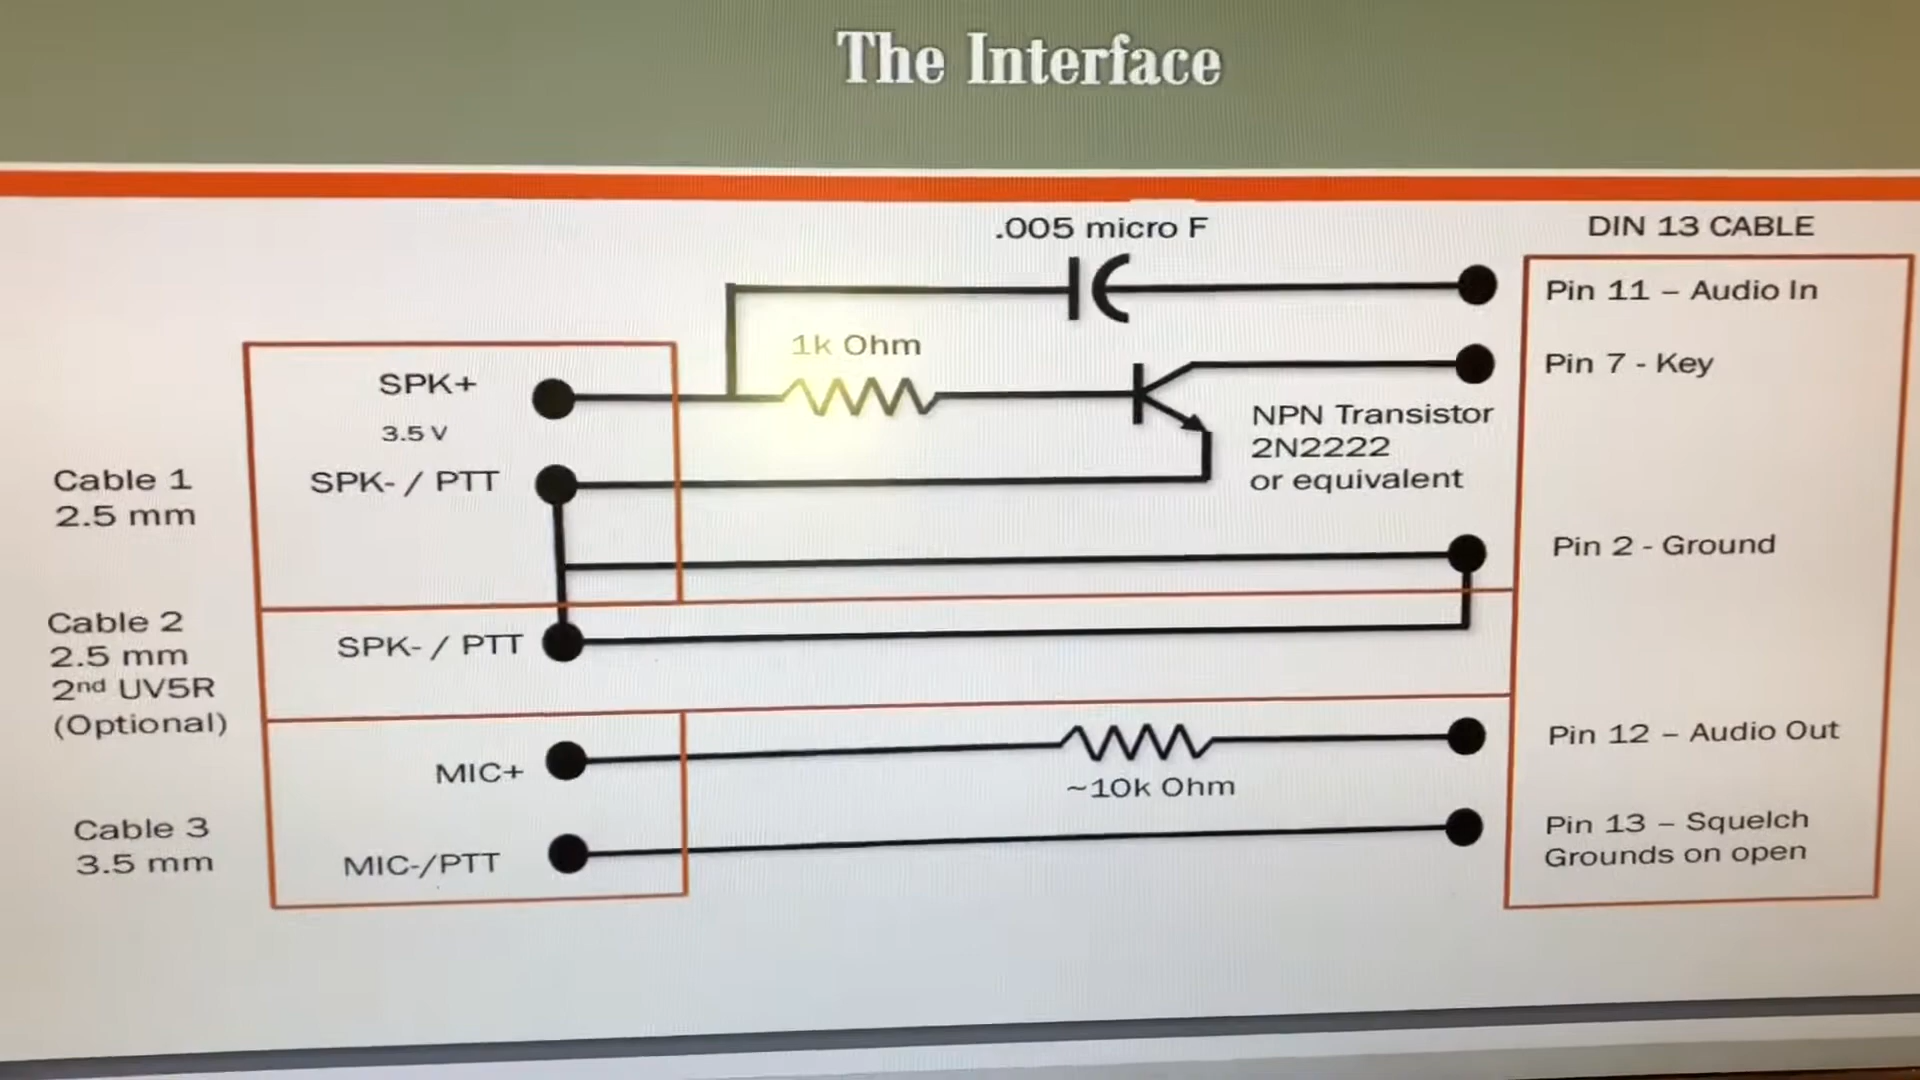 The Interface
.005 micro F
DIN 13 CABLE
Pin 11 – Audio In
1k Ohm
Pin 7 - Key
SPK+
3.5 V
NPN Transistor
2N2222
or equivalent
Cable 1
2.5 mm
SPK- / PTT
Pin 2 - Ground
Cable 2
2.5 mm
2nd UV5R
(Optional)
SPK- / PTT
MIC+
~10k Ohm
Pin 12 – Audio Out
Cable 3
3.5 mm
MIC-/PTT
Pin 13 – Squelch
Grounds on open